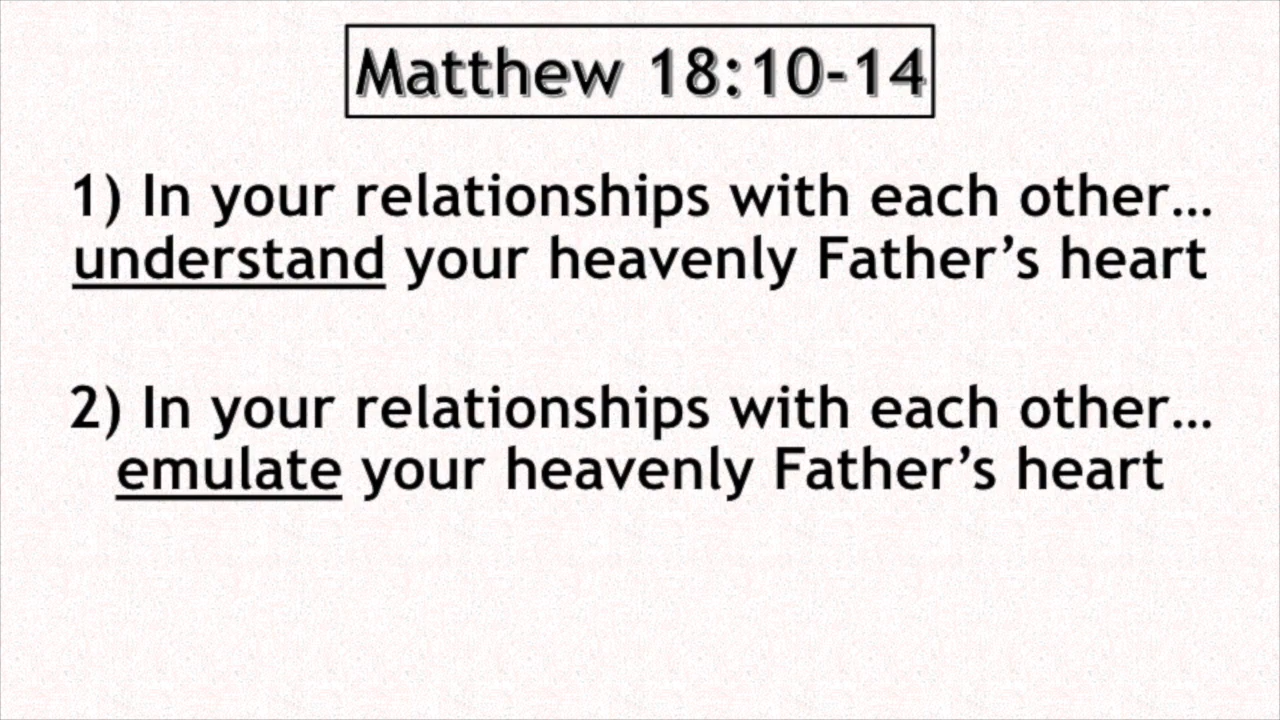 Matthew 18:10-14
1) In your relationships with each other…
understand your heavenly Father’s heart
2) In your relationships with each other…
emulate your heavenly Father’s heart